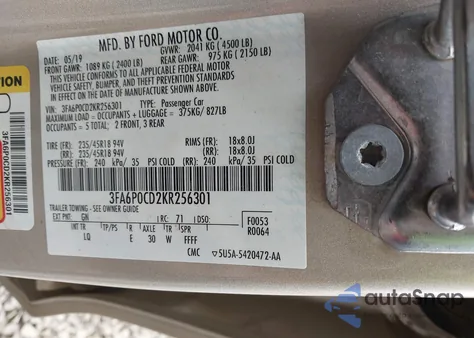 MFD. BY FORD MOTOR CO.
05/19 GVWR: 2041 KG (4500 LB)
FRONT GAWR: 1089 KG (2400 LB) REAR GAWR: 975 KG (2150 LB)
THIS VEHICLE CONFORMS TO ALL APPLICABLE FEDERAL MOTOR
VEHICLE SAFETY, BUMPER, AND THEFT PREVENTION STANDARDS
IN EFFECT ON THE DATE OF MANUFACTURE SHOWN ABOVE.
VIN: 3FA6P0CD2KR256301 TYPE: Passenger Car
MAXIMUM LOAD = OCCUPANTS + LUGGAGE = 375KG/ 827LB
OCCUPANTS = 5 TOTAL; 2 FRONT, 3 REAR
TIRE (FR): 235/45R18 94V RIMS (FR): 18x8.0J
(RR): 235/45R18 94V (RR): 18x8.0J
PRESSURE (FR): 240 kPa/ 35 PSI COLD (RR): 240 kPa/ 35 PSI COLD
3FA6P0CD2KR256301
TRAILER TOWING - SEE OWNER GUIDE
EXT PNT: GN RC: 71 DSO: F0053
INT TR TP/PS R AXLE TR SPR R0064
LQ E 30 W FFFF
CMC ▽5U5A-5420472-AA
CAUTION
3FA6P0CD2KR256301
autoSnap